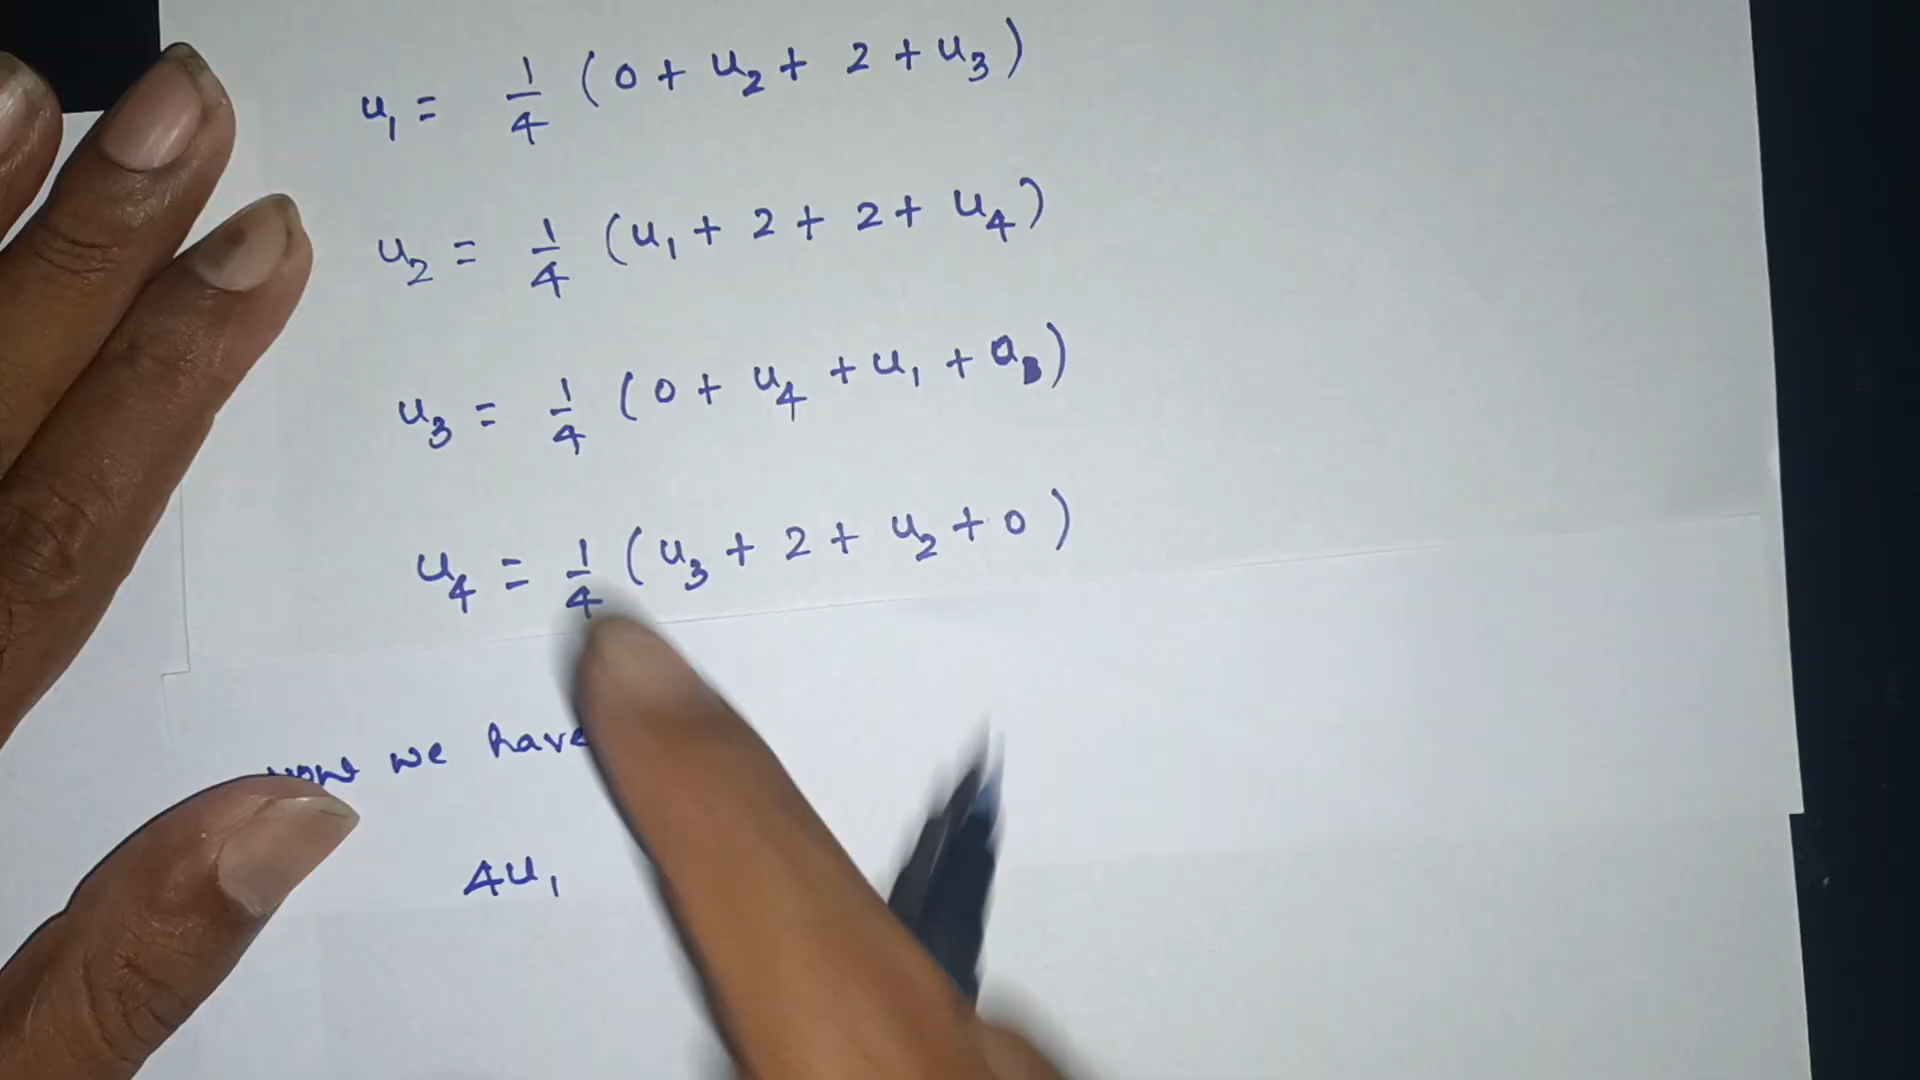 u₁ = 1/4 (0 + u₂ + 2 + u₃)
u₂ = 1/4 (u₁ + 2 + 2 + u₄)
u₃ = 1/4 (0 + u₄ + u₁ + 0)
u₄ = 1/4 (u₃ + 2 + u₂ + 0)
now we have
4u₁